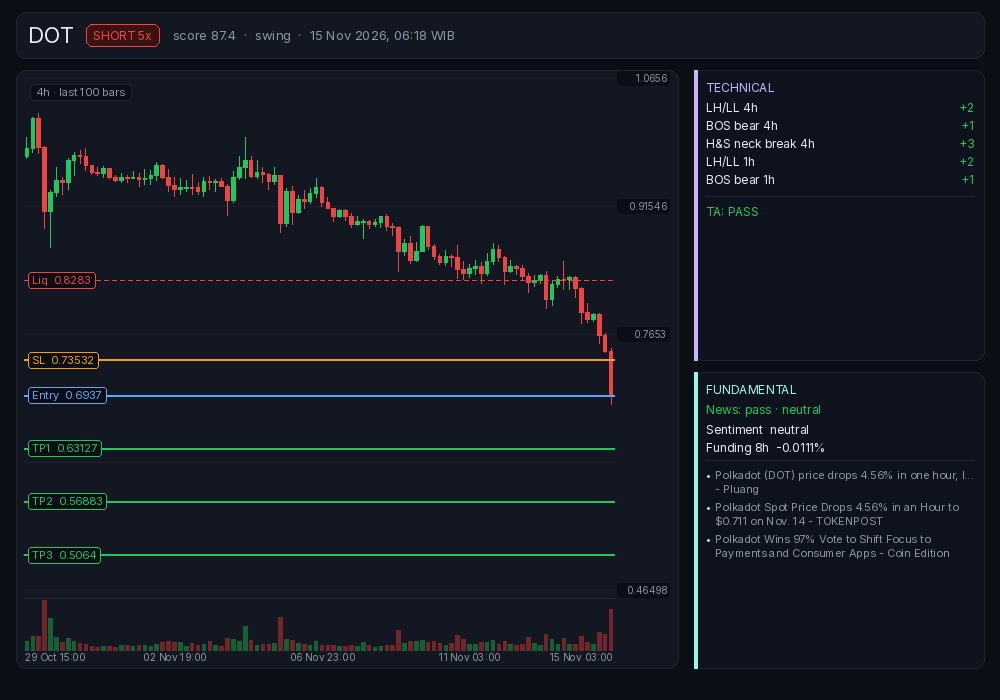 DOT SHORT 5x score 87.4 · swing · 15 Nov 2026, 06:18 WIB
4h · last 100 bars
1.0656
0.91546
Liq 0.8283
0.7653
SL 0.73532
Entry 0.6937
TP1 0.63127
TP2 0.56883
TP3 0.5064
0.46498
29 Oct 15:00 02 Nov 19:00 06 Nov 23:00 11 Nov 03:00 15 Nov 03:00
TECHNICAL
LH/LL 4h +2
BOS bear 4h +1
H&S neck break 4h +3
LH/LL 1h +2
BOS bear 1h +1
TA: PASS
FUNDAMENTAL
News: pass · neutral
Sentiment neutral
Funding 8h -0.0111%
• Polkadot (DOT) price drops 4.56% in one hour, l...
- Pluang
• Polkadot Spot Price Drops 4.56% in an Hour to
$0.711 on Nov. 14 - TOKENPOST
• Polkadot Wins 97% Vote to Shift Focus to
Payments and Consumer Apps - Coin Edition